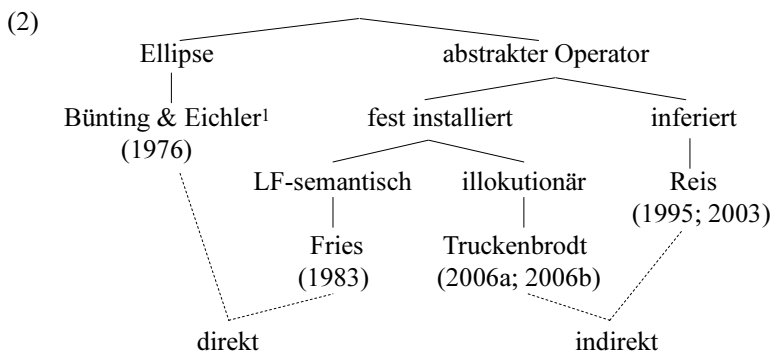 (2)
Ellipse abstrakter Operator
Bünting & Eichler¹ fest installiert inferiert
(1976)
LF-semantisch illokutionär Reis
(1995; 2003)
Fries Truckenbrodt
(1983) (2006a; 2006b)
direkt indirekt